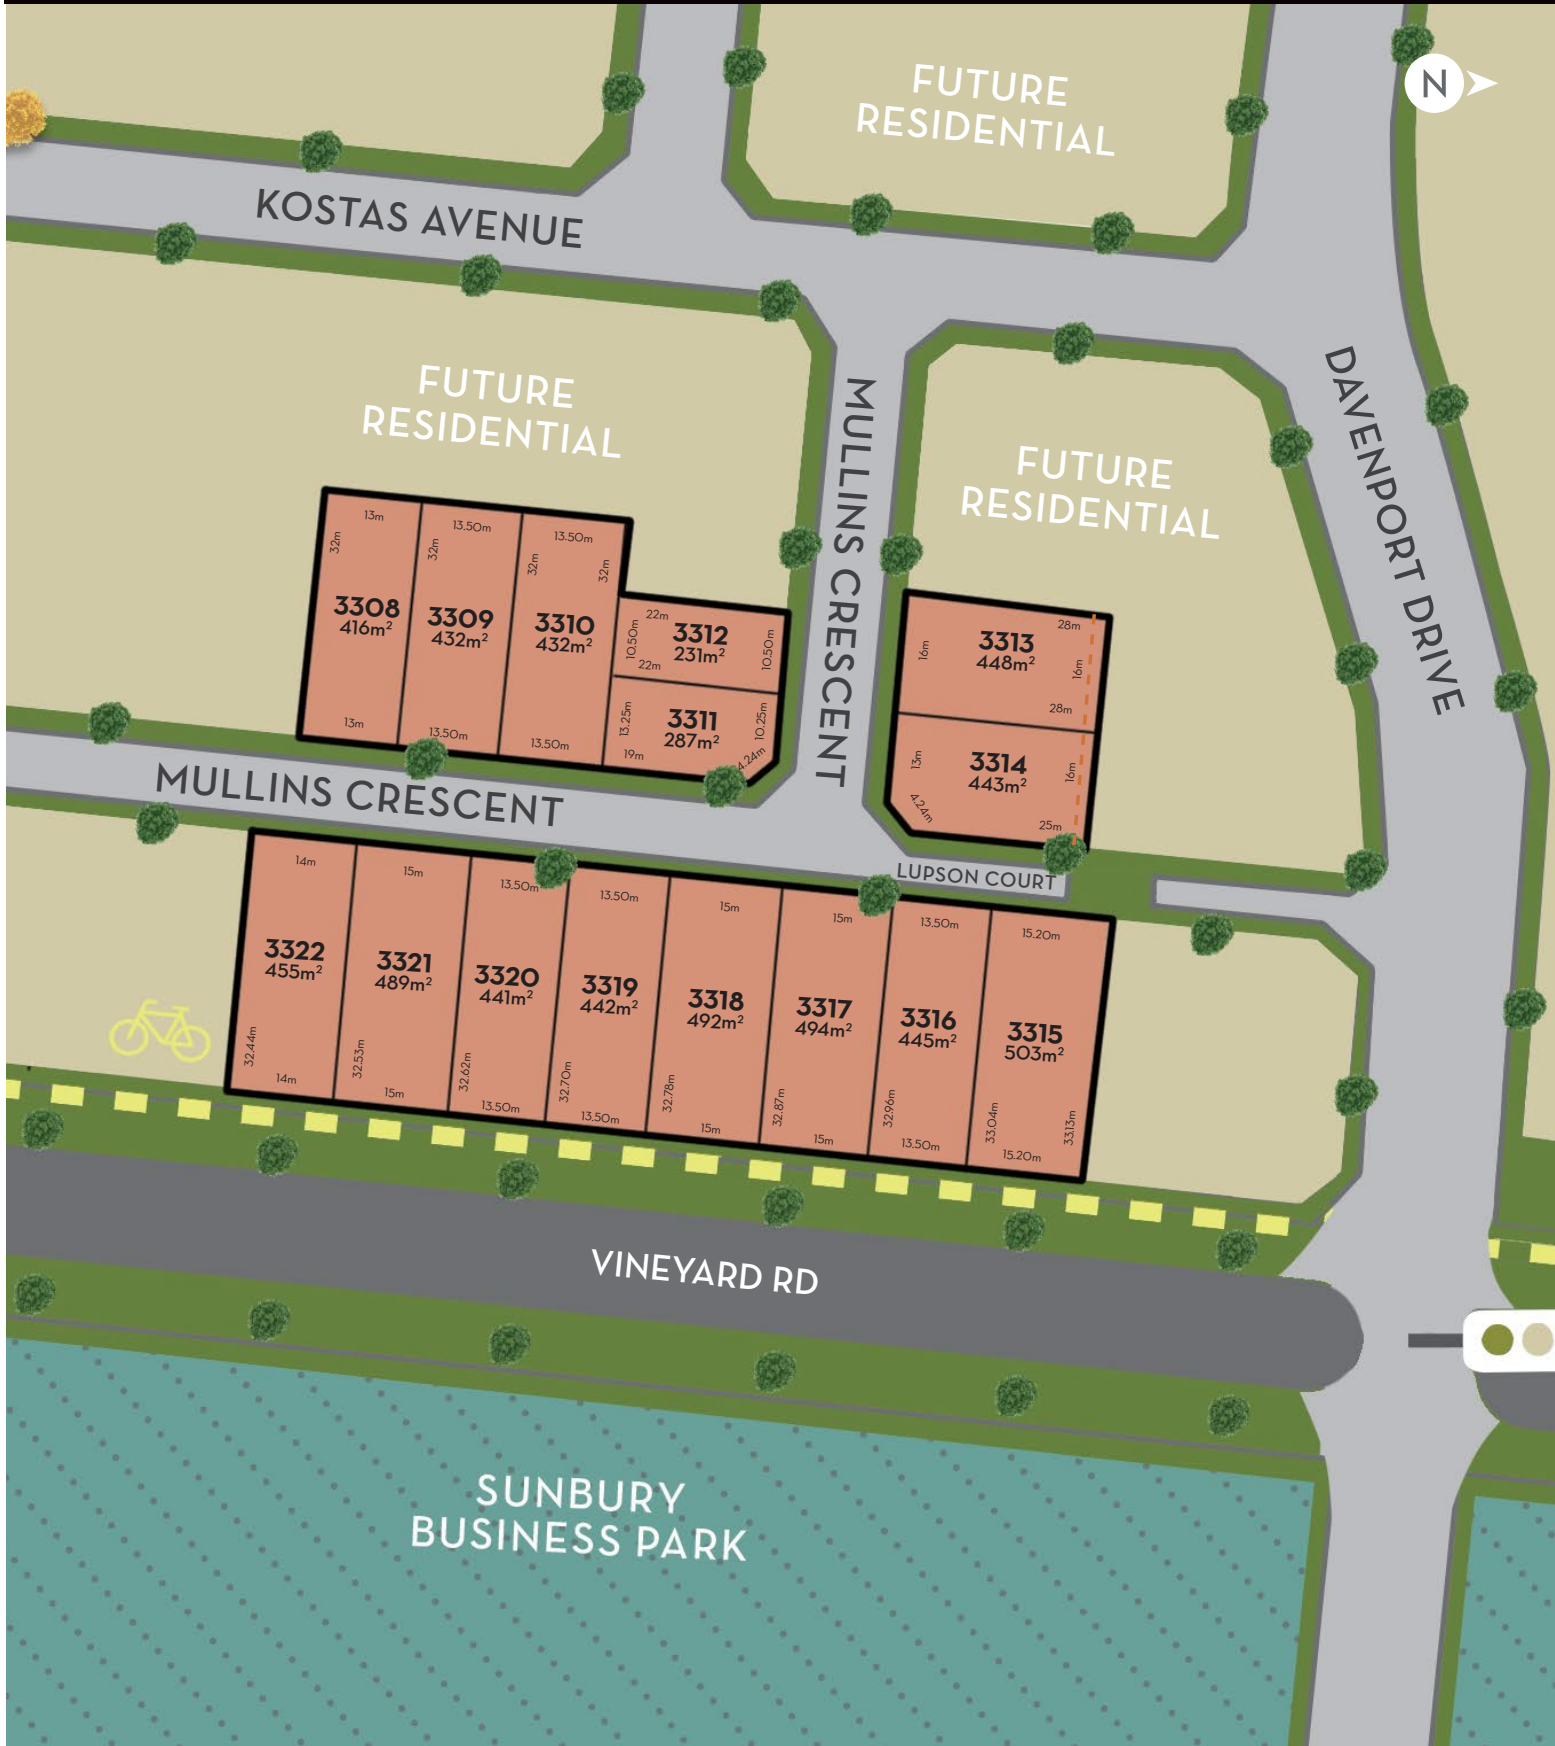 N
FUTURE
RESIDENTIAL
KOSTAS AVENUE
FUTURE
RESIDENTIAL
MULLINS CRESCENT
FUTURE
RESIDENTIAL
DAVENPORT DRIVE
13m
32m
3308
416m²
13m
13.50m
32m
3309
432m²
13.50m
13.50m
32m
32m
3310
432m²
13.50m
22m
10.50m
3312
231m²
10.50m
22m
13.25m
3311
287m²
10.25m
19m
4.24m
28m
16m
3313
448m²
16m
28m
13m
3314
443m²
16m
4.24m
25m
MULLINS CRESCENT
LUPSON COURT
14m
3322
455m²
32.44m
14m
15m
3321
489m²
32.53m
15m
13.50m
3320
441m²
32.62m
13.50m
13.50m
3319
442m²
32.70m
13.50m
15m
3318
492m²
32.78m
15m
15m
3317
494m²
32.87m
15m
13.50m
3316
445m²
32.96m
13.50m
15.20m
3315
503m²
33.04m
33.13m
15.20m
VINEYARD RD
SUNBURY
BUSINESS PARK